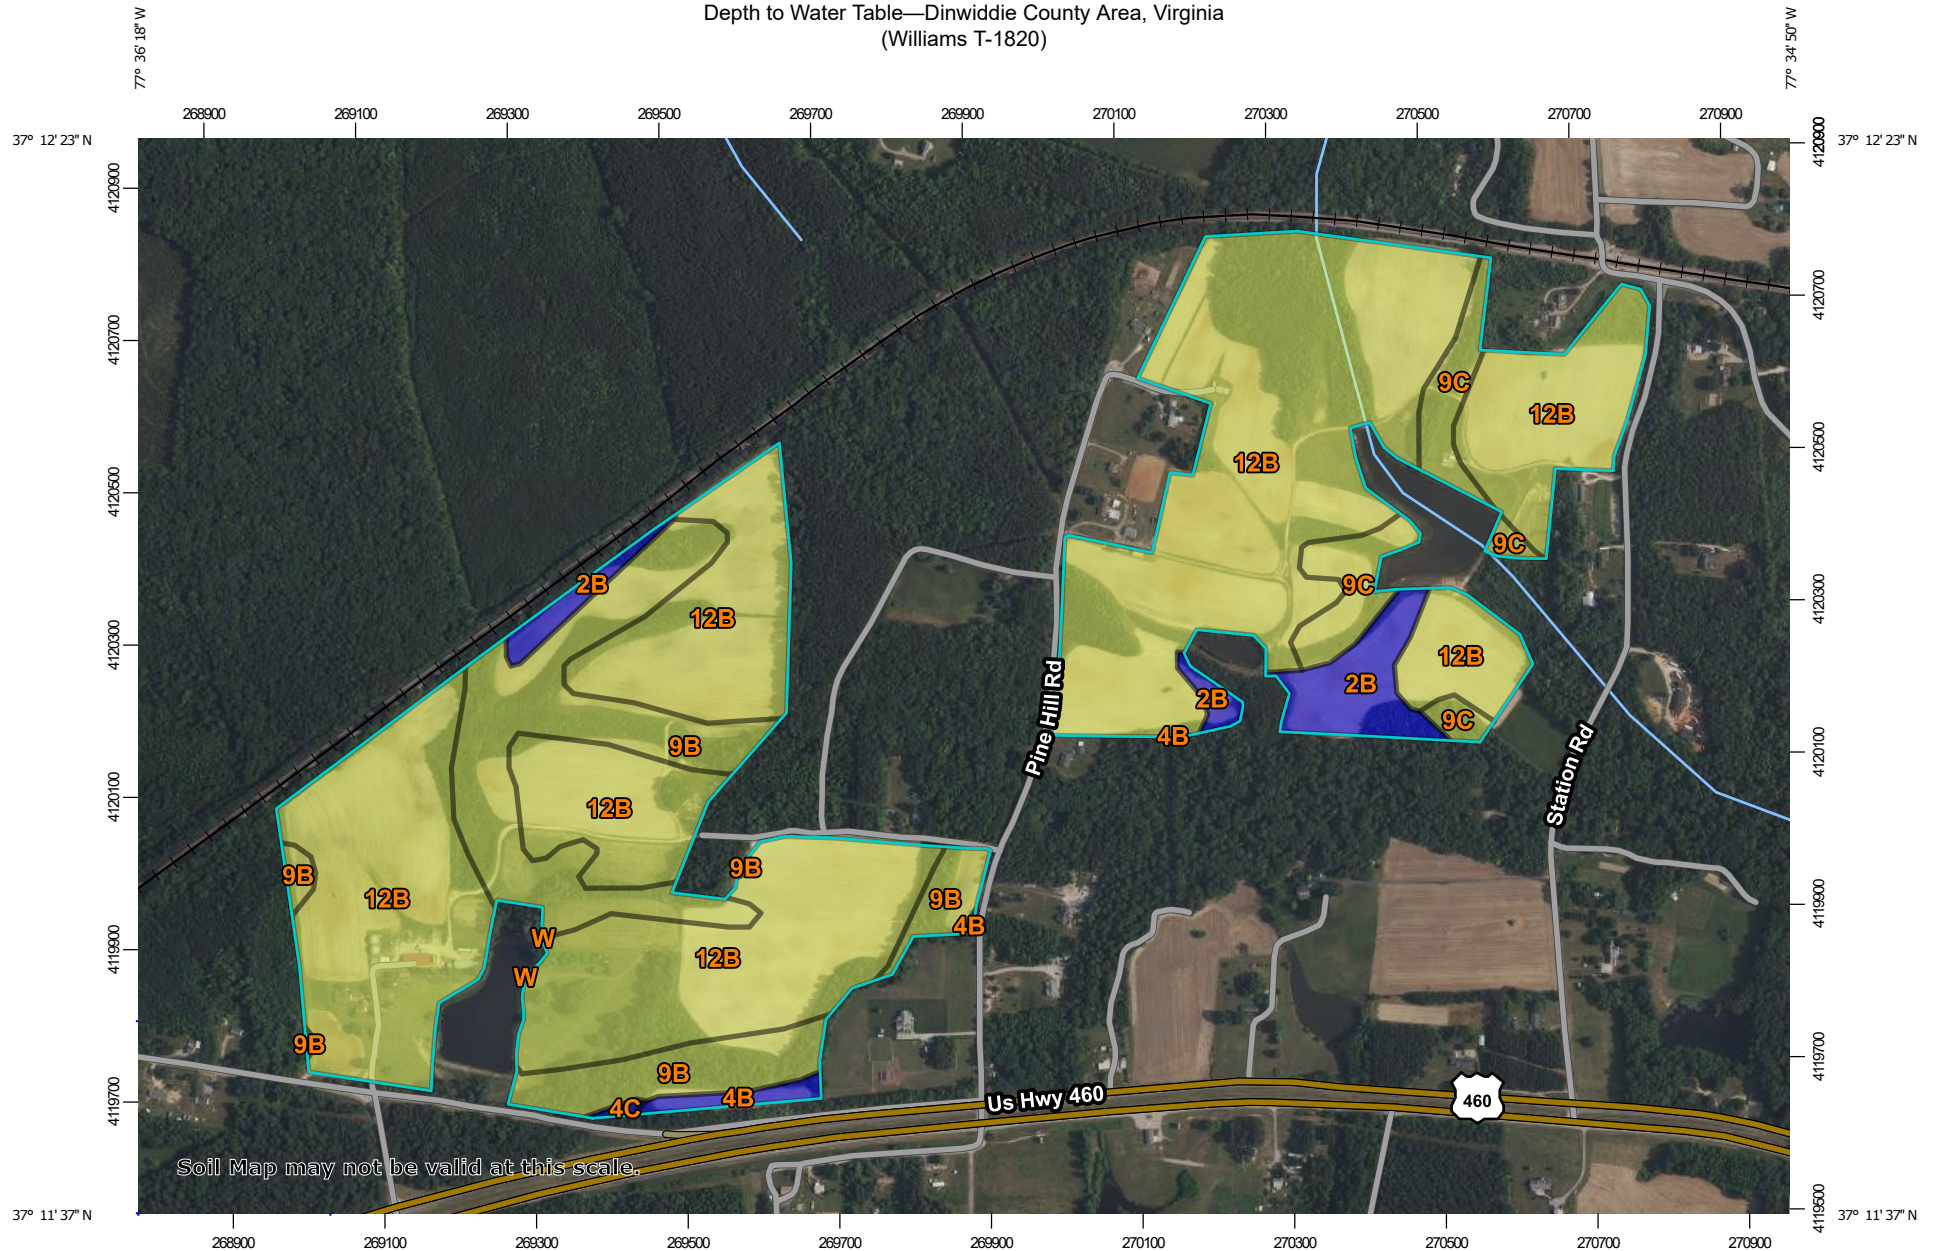 Depth to Water Table—Dinwiddie County Area, Virginia
(Williams T-1820)
77° 36' 18'' W
77° 34' 50'' W
268900 269100 269300 269500 269700 269900 270100 270300 270500 270700 270900
37° 12' 23'' N
37° 12' 23'' N
4120900
4120700
4120500
4120300
4120100
4119900
4119700
4120900
4120700
4120500
4120300
4120100
4119900
4119700
4119500
9C
12B
12B
9C
2B
9C
12B
12B
2B
2B
9C
4B
9B
12B
9B
9B
12B
9B
4B
W
12B
W
9B
9B
4B
4C
Pine Hill Rd
Station Rd
Us Hwy 460
460
Soil Map may not be valid at this scale.
37° 11' 37'' N
37° 11' 37'' N
268900 269100 269300 269500 269700 269900 270100 270300 270500 270700 270900